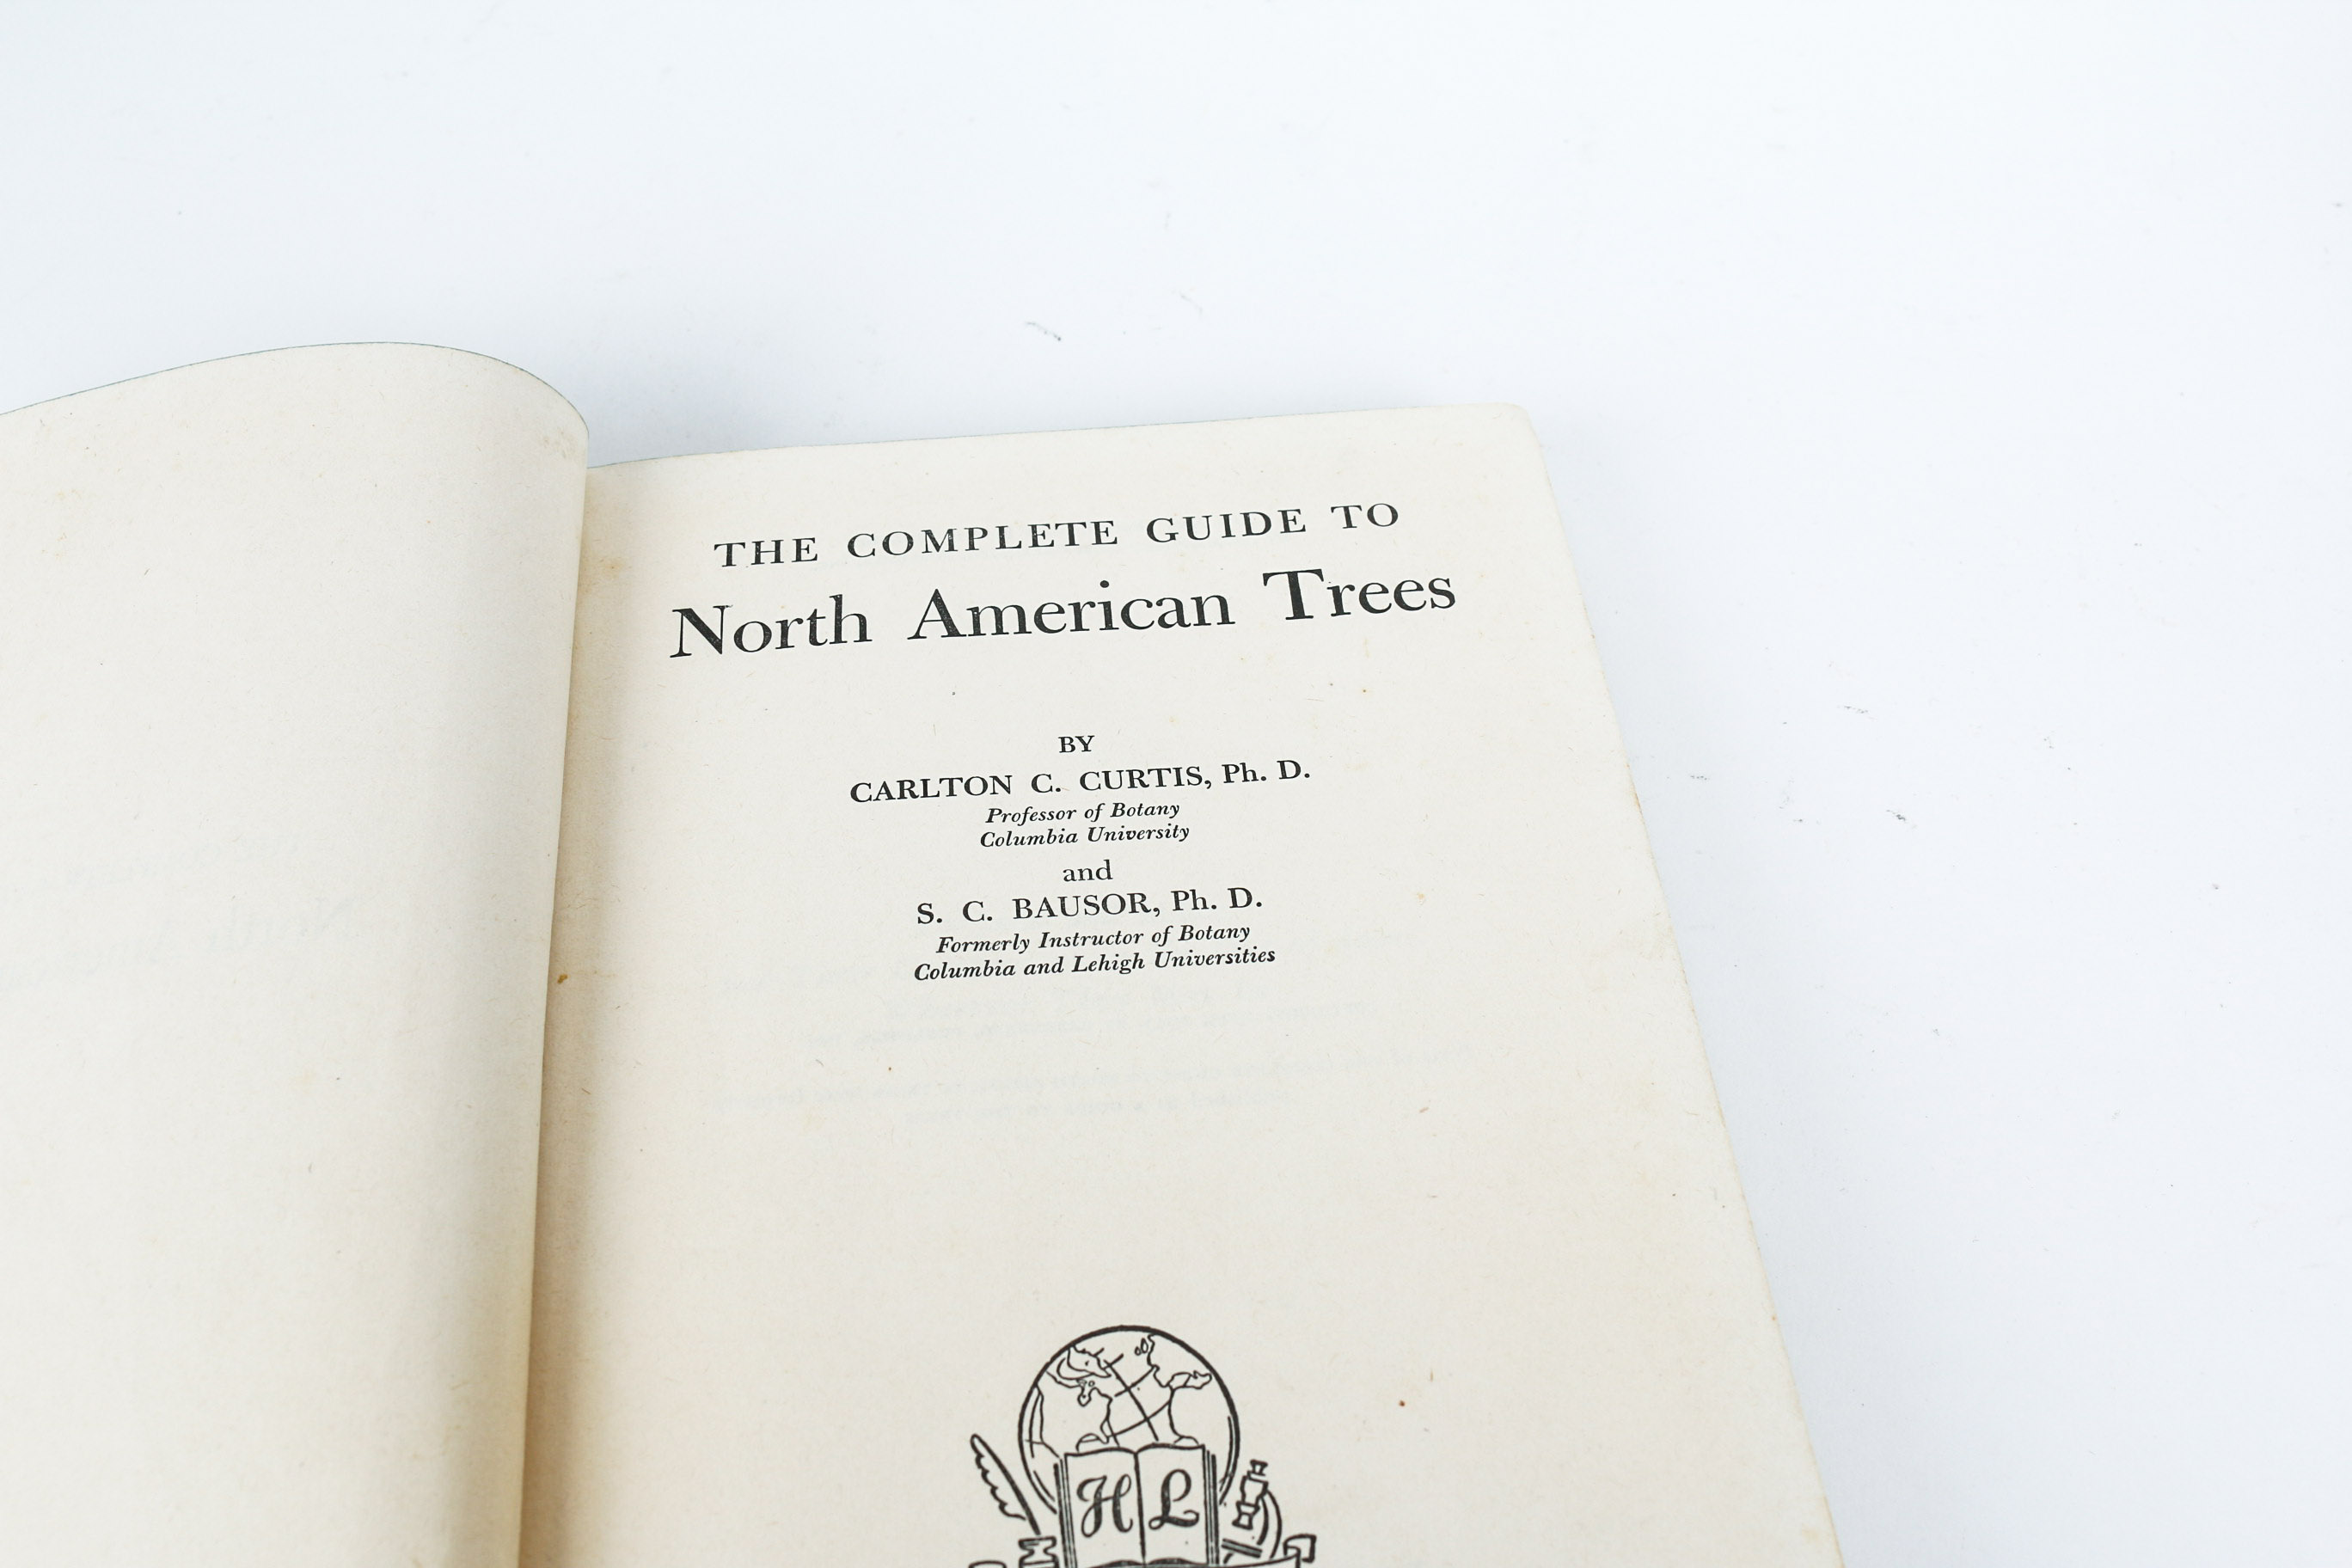 THE COMPLETE GUIDE TO
North American Trees
BY
CARLTON C. CURTIS, Ph. D.
Professor of Botany
Columbia University
and
S. C. BAUSOR, Ph. D.
Formerly Instructor of Botany
Columbia and Lehigh Universities
H L